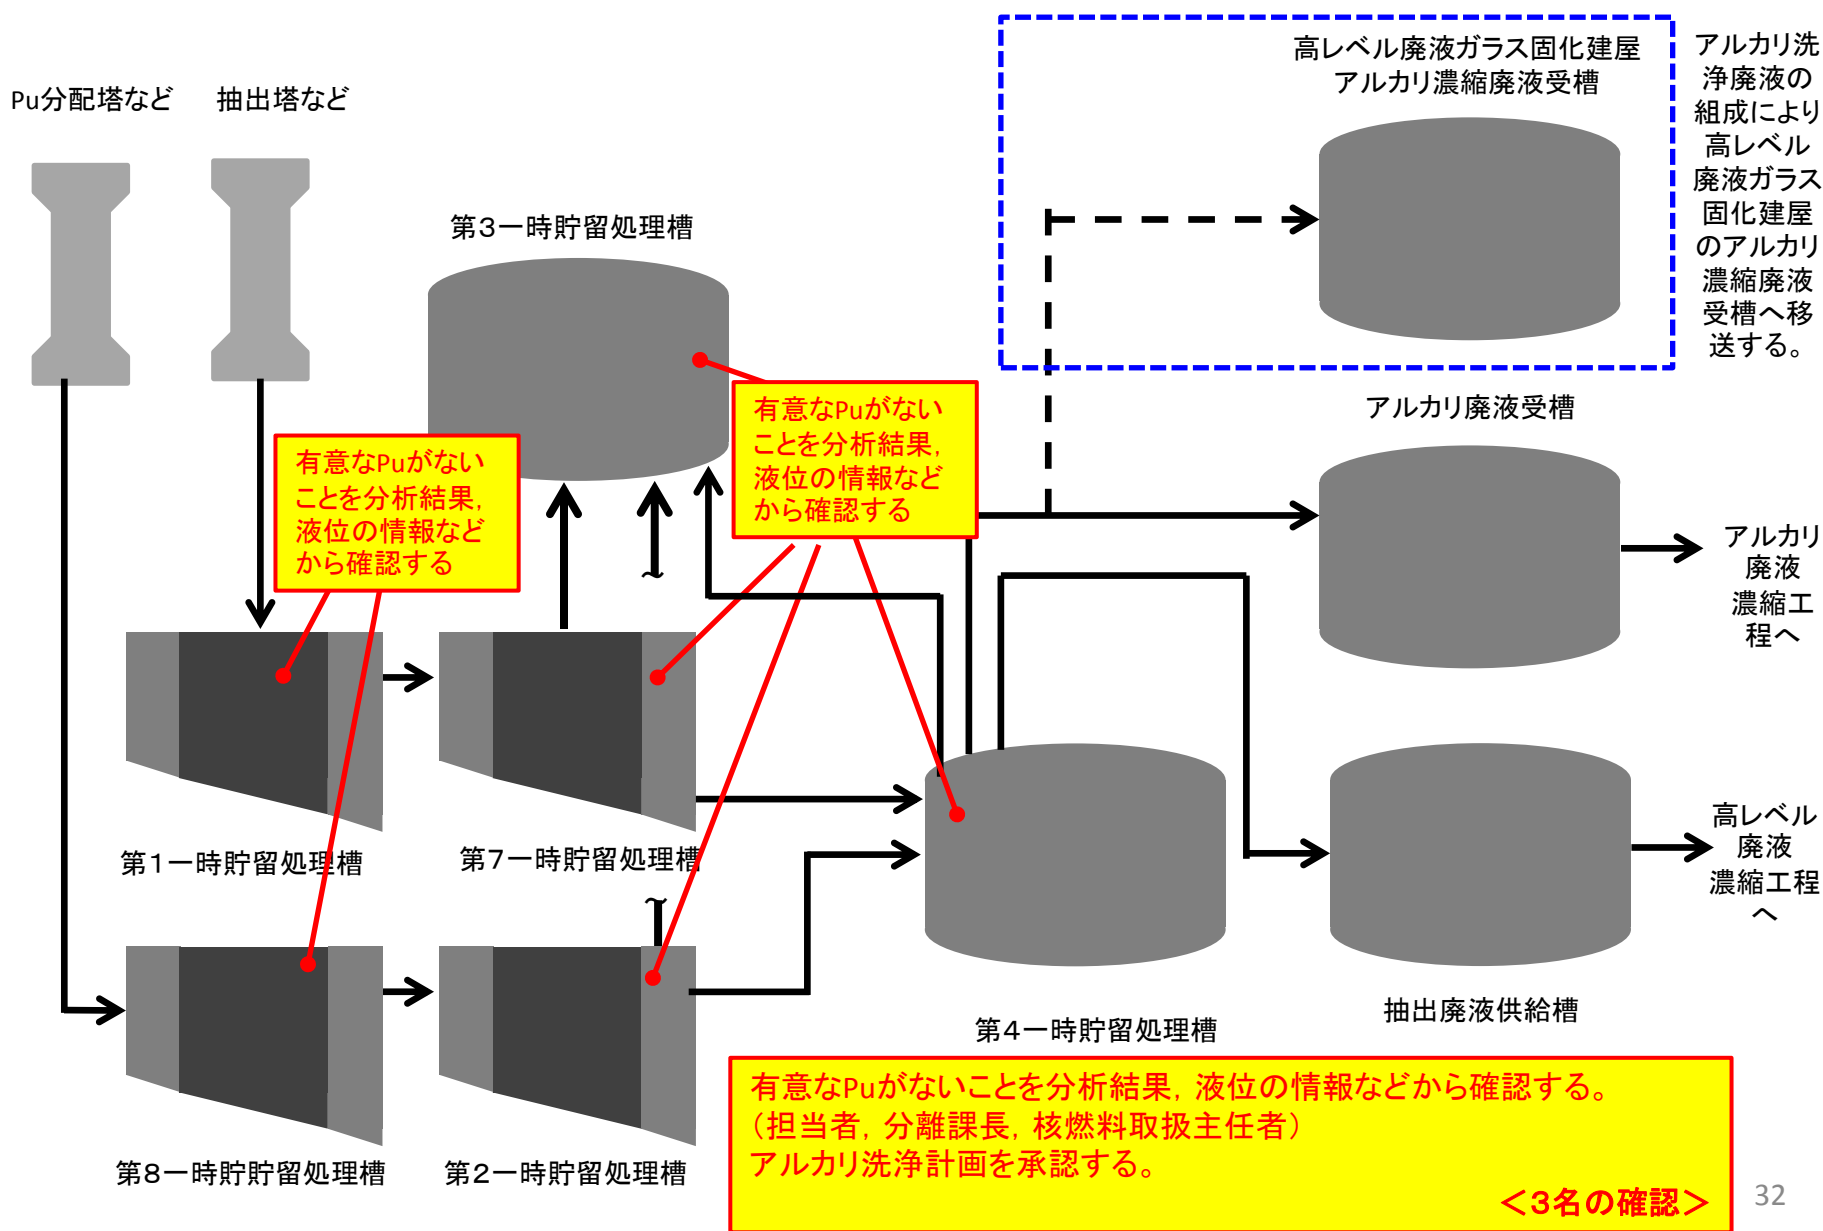 Pu分配塔など
抽出塔など
第3一時貯留処理槽
高レベル廃液ガラス固化建屋
アルカリ濃縮廃液受槽
アルカリ洗
浄廃液の
組成により
高レベル
廃液ガラス
固化建屋
のアルカリ
濃縮廃液
受槽へ移
送する。
有意なPuがない
ことを分析結果,
液位の情報など
から確認する
有意なPuがない
ことを分析結果,
液位の情報など
から確認する
アルカリ廃液受槽
アルカリ
廃液
濃縮工
程へ
第1一時貯留処理槽
第7一時貯留処理槽
高レベル
廃液
濃縮工程
へ
第8一時貯貯留処理槽
第2一時貯留処理槽
第4一時貯留処理槽
抽出廃液供給槽
有意なPuがないことを分析結果, 液位の情報などから確認する。
（担当者, 分離課長, 核燃料取扱主任者）
アルカリ洗浄計画を承認する。
＜3名の確認＞
32